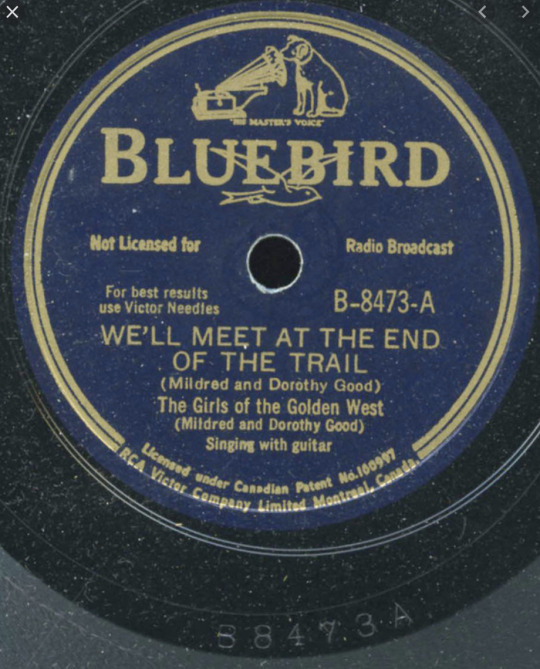 "HIS MASTER'S VOICE"
BLUEBIRD
Not Licensed for Radio Broadcast
For best results
use Victor Needles
B-8473-A
WE'LL MEET AT THE END
OF THE TRAIL
(Mildred and Dorothy Good)
The Girls of the Golden West
(Mildred and Dorothy Good)
Singing with guitar
Licensed under Canadian Patent No.100997
RCA Victor Company Limited Montreal, Canada.
B8473A